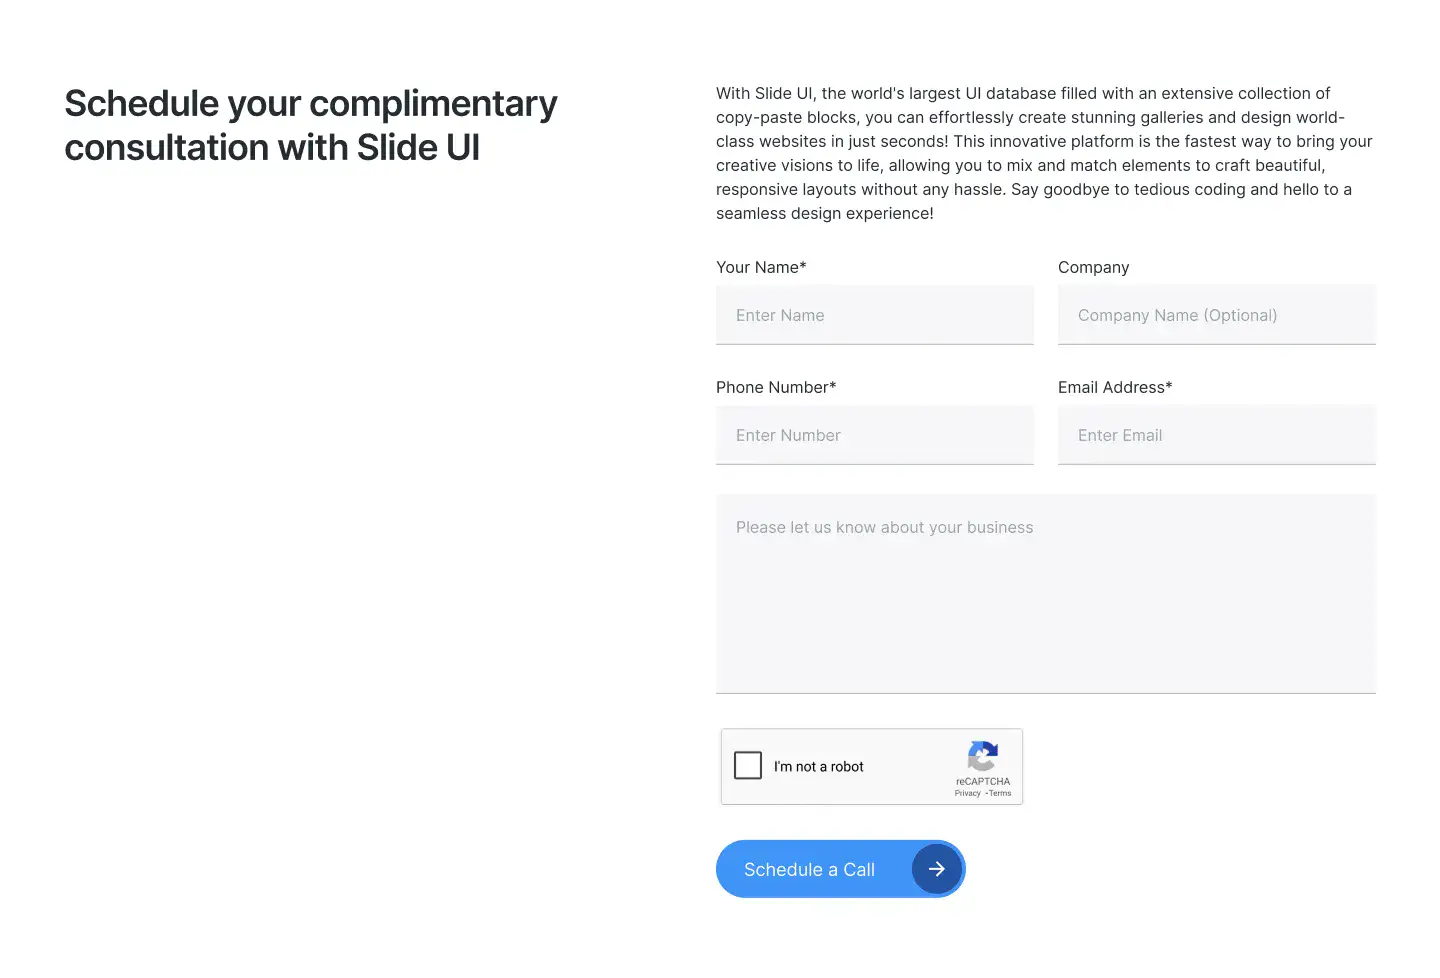 Schedule your complimentary
consultation with Slide UI
With Slide UI, the world's largest UI database filled with an extensive collection of
copy-paste blocks, you can effortlessly create stunning galleries and design world-
class websites in just seconds! This innovative platform is the fastest way to bring your
creative visions to life, allowing you to mix and match elements to craft beautiful,
responsive layouts without any hassle. Say goodbye to tedious coding and hello to a
seamless design experience!
Your Name*
Company
Enter Name
Company Name (Optional)
Phone Number*
Email Address*
Enter Number
Enter Email
Please let us know about your business
I'm not a robot
reCAPTCHA
Privacy - Terms
Schedule a Call